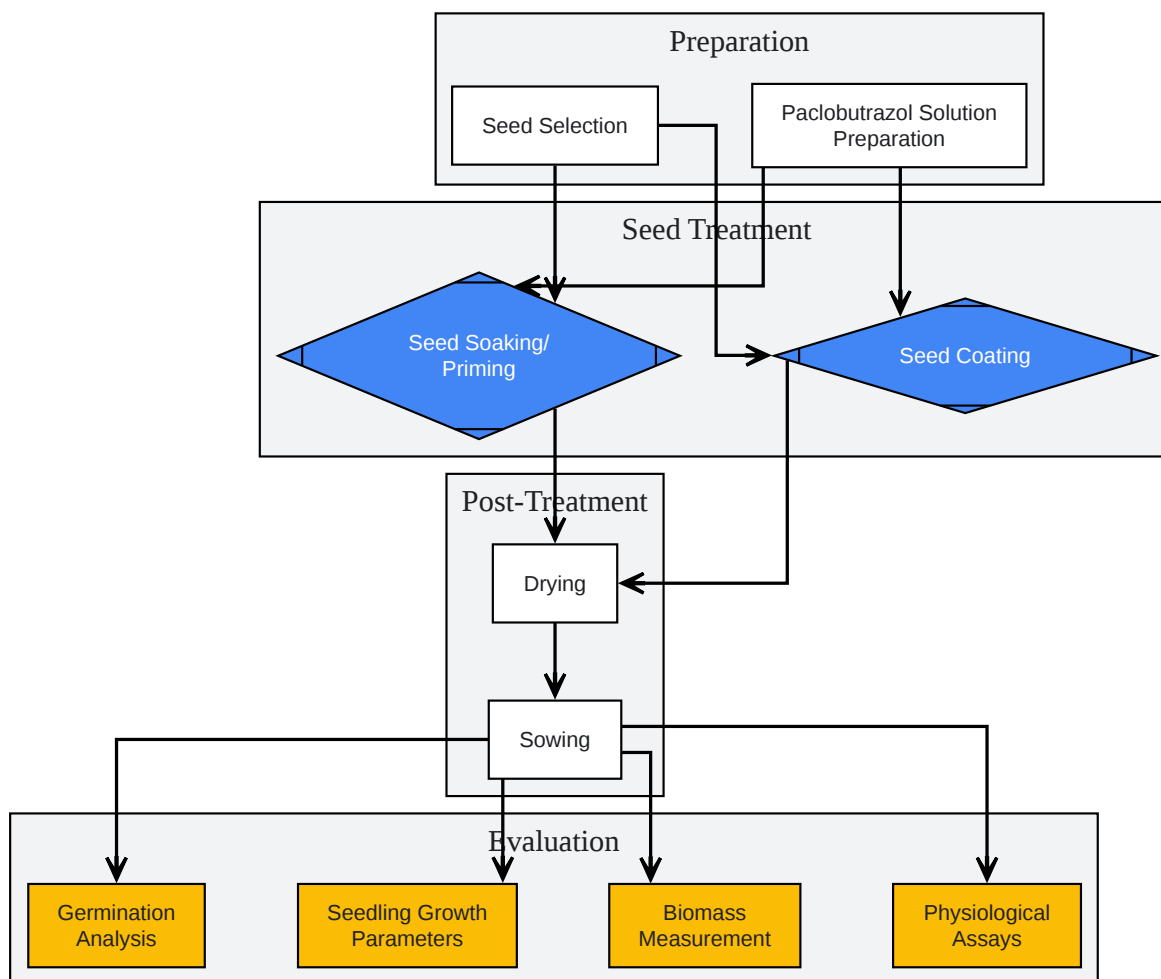 Preparation
Seed Selection
Paclobutrazol Solution
Preparation
Seed Treatment
Seed Soaking/
Priming
Seed Coating
Post-Treatment
Drying
Sowing
Evaluation
Germination
Analysis
Seedling Growth
Parameters
Biomass
Measurement
Physiological
Assays